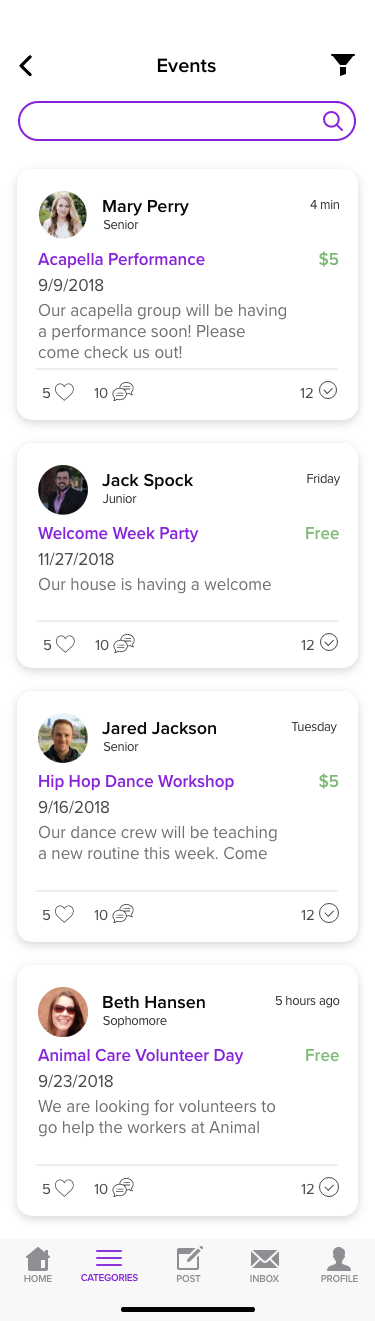 Events
Mary Perry
4 min
Senior
Acapella Performance
$5
9/9/2018
Our acapella group will be having
a performance soon! Please
come check us out!
5
10
12
Jack Spock
Friday
Junior
Welcome Week Party
Free
11/27/2018
Our house is having a welcome
5
10
12
Jared Jackson
Tuesday
Senior
Hip Hop Dance Workshop
$5
9/16/2018
Our dance crew will be teaching
a new routine this week. Come
5
10
12
Beth Hansen
5 hours ago
Sophomore
Animal Care Volunteer Day
Free
9/23/2018
We are looking for volunteers to
go help the workers at Animal
5
10
12
HOME
CATEGORIES
POST
INBOX
PROFILE